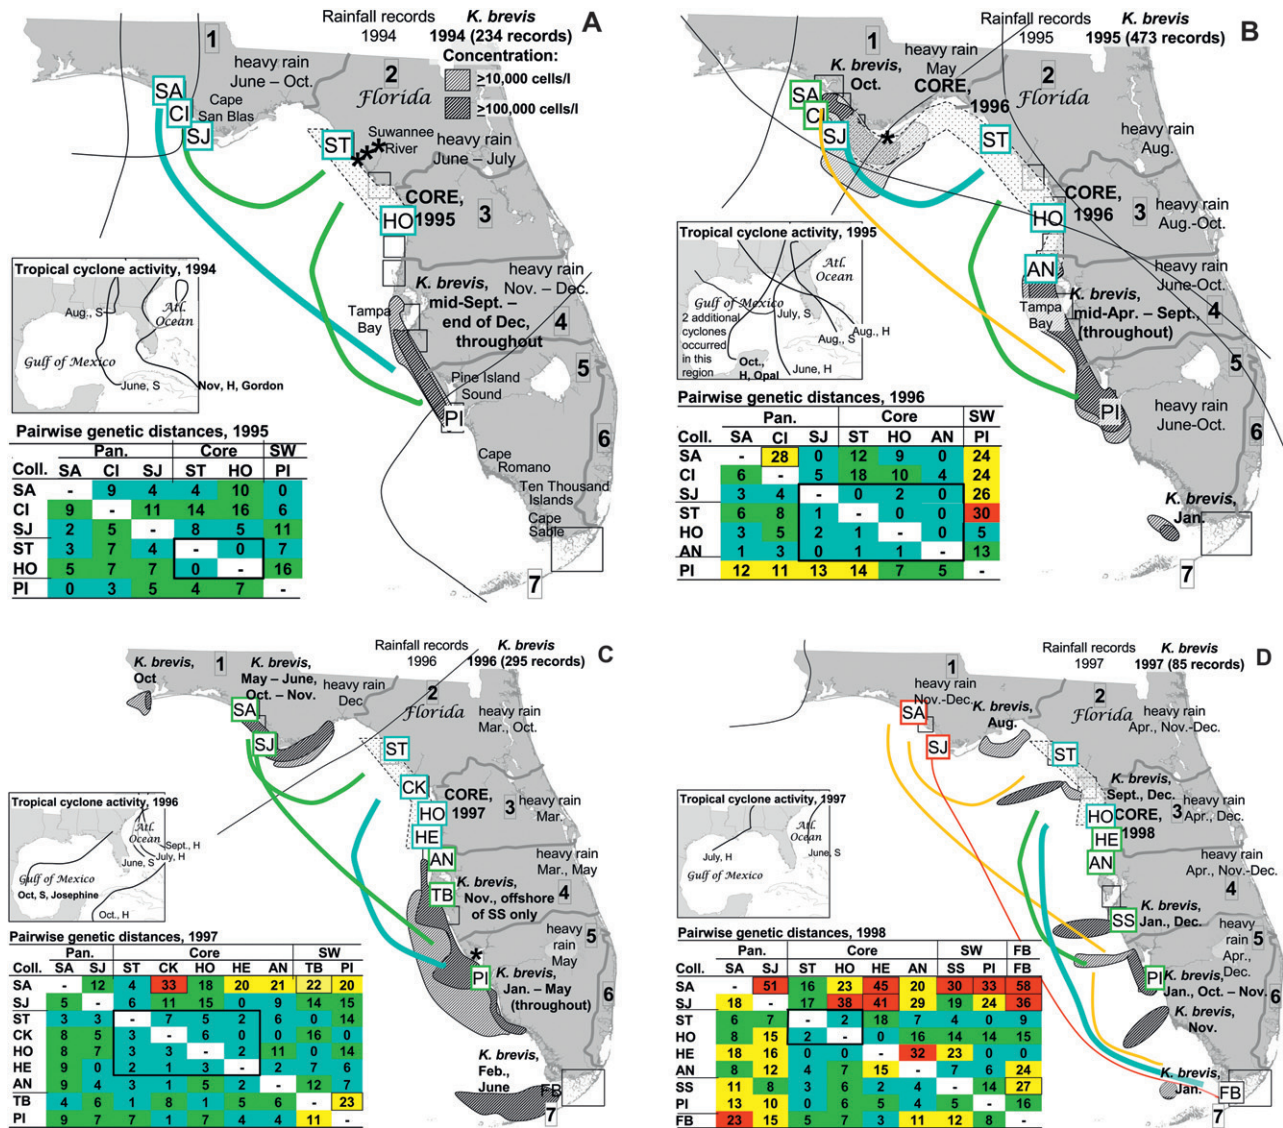 A
Rainfall records
1994
K. brevis
1994 (234 records)
Concentration:
>10,000 cells/l
>100,000 cells/l
1
heavy rain
June – Oct.
2
Florida
SA
CI
SJ
Cape
San Blas
ST
Suwannee
River
heavy rain
June – July
CORE,
1995
3
HO
heavy rain
Nov. – Dec.
K. brevis,
mid-Sept. –
end of Dec,
throughout
4
Tampa
Bay
5
Pine Island
Sound
PI
6
Cape
Romano
Ten Thousand
Islands
Cape
Sable
7
Tropical cyclone activity, 1994
Aug., S
Atl.
Ocean
Gulf of Mexico
June, S
Nov, H, Gordon
Pairwise genetic distances, 1995
Pan. Core SW
Coll. SA CI SJ ST HO PI
SA - 9 4 4 10 0
CI 9 - 11 14 16 6
SJ 2 5 - 8 5 11
ST 3 7 4 - 0 7
HO 5 7 7 0 - 16
PI 0 3 5 4 7 -
B
Rainfall records
1995
K. brevis
1995 (473 records)
1
K. brevis,
Oct.
heavy rain
May
CORE,
1996
2
Florida
SA
CI
SJ
ST
heavy rain
Aug.
CORE,
1996
3
HO
heavy rain
Aug.-Oct.
AN
heavy rain
June-Oct.
Tampa
Bay
K. brevis,
mid-Apr. – Sept.,
(throughout)
4
5
PI
heavy rain
June-Oct.
6
K. brevis,
Jan.
7
Tropical cyclone activity, 1995
Atl.
Ocean
Gulf of Mexico
2 additional
cyclones
occurred
in this
region
July, S
Aug., H
Aug., S
Oct.,
H, Opal
June, H
Pairwise genetic distances, 1996
Pan. Core SW
Coll. SA CI SJ ST HO AN PI
SA - 28 0 12 9 0 24
CI 6 - 5 18 10 4 24
SJ 3 4 - 0 2 0 26
ST 6 8 1 - 0 0 30
HO 3 5 2 1 - 0 5
AN 1 3 0 1 1 - 13
PI 12 11 13 14 7 5 -
C
Rainfall records
1996
K. brevis
1996 (295 records)
K. brevis,
Oct
1
K. brevis,
May – June,
Oct. – Nov.
heavy rain
Dec
2
Florida
heavy rain
Mar., Oct.
SA
SJ
ST
CK
CORE,
1997
3
heavy rain
Mar.
HO
HE
AN
heavy rain
Mar., May
TB
K. brevis,
Nov., offshore
of SS only
4
heavy
rain
May
5
PI
K. brevis,
Jan. – May
(throughout)
6
K. brevis,
Feb.,
June
FB
7
Tropical cyclone activity, 1996
Atl.
Ocean
Sept., H
July, H
June, S
Gulf of Mexico
Oct, S, Josephine
Oct., H
Pairwise genetic distances, 1997
Pan. Core SW
Coll. SA SJ ST CK HO HE AN TB PI
SA - 12 4 33 18 20 21 22 20
SJ 5 - 6 11 15 0 9 14 15
ST 3 3 - 7 5 2 6 0 14
CK 8 5 3 - 6 0 0 16 0
HO 8 7 3 3 - 2 11 0 14
HE 9 0 2 1 3 - 2 7 6
AN 9 4 3 1 5 2 - 12 7
TB 4 6 1 8 1 5 6 - 23
PI 9 7 7 1 7 4 4 11 -
D
Rainfall records
1997
K. brevis
1997 (85 records)
1
heavy rain
Nov.-Dec.
K. brevis,
Aug.
2
Florida
heavy rain
Apr., Nov.-Dec.
SA
SJ
ST
K. brevis,
Sept., Dec.
CORE,
1998
3
heavy rain
Apr., Dec.
HO
HE
AN
heavy rain
Apr., Nov.-Dec.
4
SS
K. brevis,
Jan., Dec.
heavy
rain
Apr.,
Dec.
5
PI
K. brevis,
Jan., Oct. – Nov.
6
K. brevis,
Nov.
K. brevis,
Jan.
FB
7
Tropical cyclone activity, 1997
Atl.
Ocean
July, H
June, S
Gulf of Mexico
Pairwise genetic distances, 1998
Pan. Core SW FB
Coll. SA SJ ST HO HE AN SS PI FB
SA - 51 16 23 45 20 30 33 58
SJ 18 - 17 38 41 29 19 24 36
ST 6 7 - 2 18 7 4 0 9
HO 8 15 2 - 0 16 14 14 15
HE 18 16 0 0 - 32 23 0 0
AN 8 12 4 7 15 - 7 6 24
SS 11 8 3 6 2 4 - 14 27
PI 13 10 0 6 5 4 5 - 16
FB 23 15 5 7 3 11 12 8 -